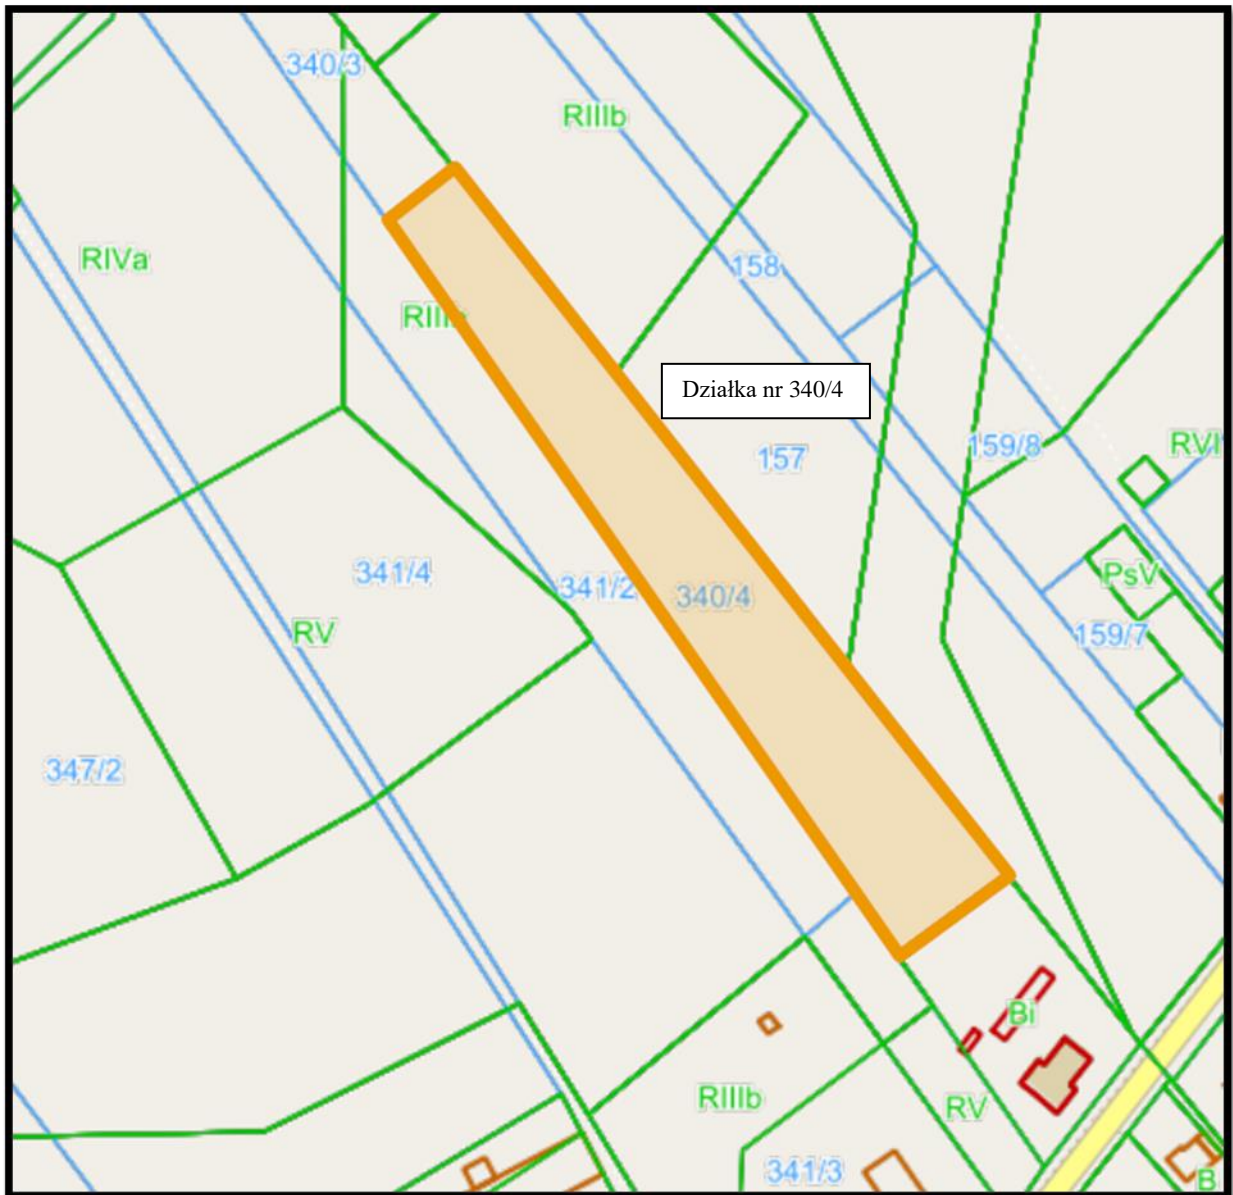 340/3
RIIIb
RIVa
158
RIII
Działka nr 340/4
159/8
RVI
157
341/4
341/2
340/4
PsV
RV
159/7
347/2
Bi
RIIIb
RV
341/3
B